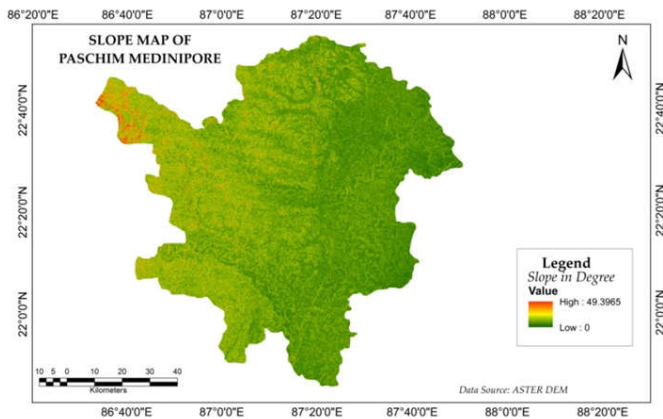 86°20'0"E 86°40'0"E 87°0'0"E 87°20'0"E 87°40'0"E 88°0'0"E 88°20'0"E
SLOPE MAP OF
PASCHIM MEDINIPORE
N
22°40'0"N 22°40'0"N
22°20'0"N 22°20'0"N
22°0'0"N 22°0'0"N
Legend
Slope in Degree
Value
High : 49.3965
Low : 0
10 5 0 10 20 30 40
Kilometers
Data Source: ASTER DEM
86°40'0"E 87°0'0"E 87°20'0"E 87°40'0"E 88°0'0"E 88°20'0"E